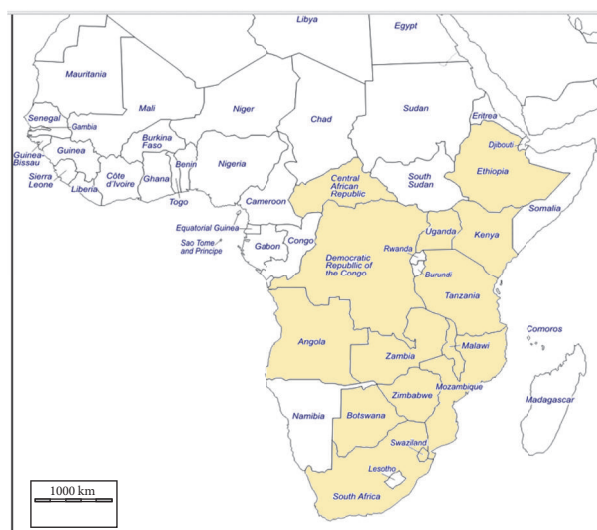 Libya
Egypt
Mauritania
Mali
Niger
Chad
Sudan
Eritrea
Senegal
Gambia
Guinea-
Bissau
Guinea
Sierra
Leone
Liberia
Côte
d'Ivoire
Burkina
Faso
Ghana
Togo
Benin
Nigeria
Cameroon
Central
African
Republic
South
Sudan
Djibouti
Ethiopia
Somalia
Equatorial Guinea
Sao Tome
and Principe
Gabon
Congo
Democratic
Republlic of
the Congo
Uganda
Kenya
Rwanda
Burundi
Tanzania
Comoros
Angola
Zambia
Malawi
Mozambique
Zimbabwe
Madagascar
Namibia
Botswana
Swaziland
Lesotho
South Africa
1000 km